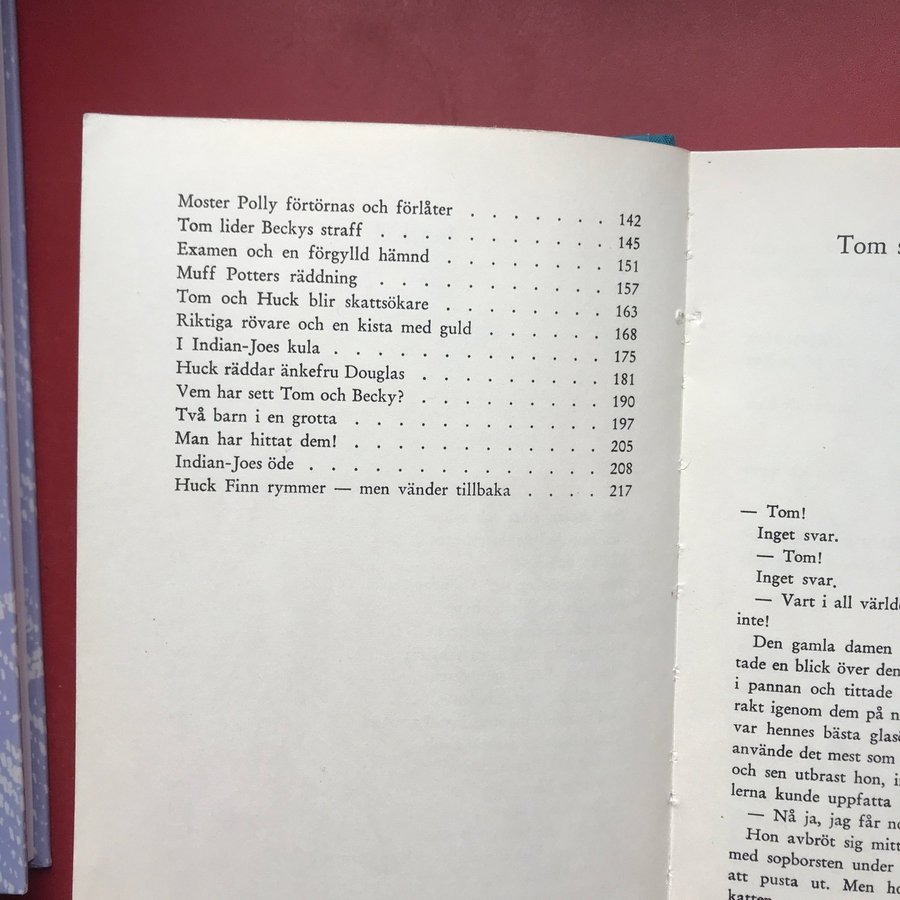 Moster Polly förtörnas och förlåter . . . . . . . 142
Tom lider Beckys straff . . . . . . . . . . 145
Examen och en förgylld hämnd . . . . . . . . 151
Muff Potters räddning . . . . . . . . . . 157
Tom och Huck blir skattsökare . . . . . . . . 163
Riktiga rövare och en kista med guld . . . . . . 168
I Indian-Joes kula . . . . . . . . . . . . 175
Huck räddar änkefru Douglas . . . . . . . . 181
Vem har sett Tom och Becky? . . . . . . . . 190
Två barn i en grotta . . . . . . . . . . . 197
Man har hittat dem! . . . . . . . . . . . 205
Indian-Joes öde . . . . . . . . . . . . . 208
Huck Finn rymmer — men vänder tillbaka . . . . 217
Tom
— Tom!
Inget svar.
— Tom!
Inget svar.
— Vart i all
inte!
Den gamla damen
tade en blick över
i pannan och tittade
rakt igenom dem på
var hennes bästa
använde det mest som
och sen utbrast hon,
lerna kunde uppfatta
— Nå ja, jag får
Hon avbröt sig
med sopborsten under
att pusta ut. Men
katten